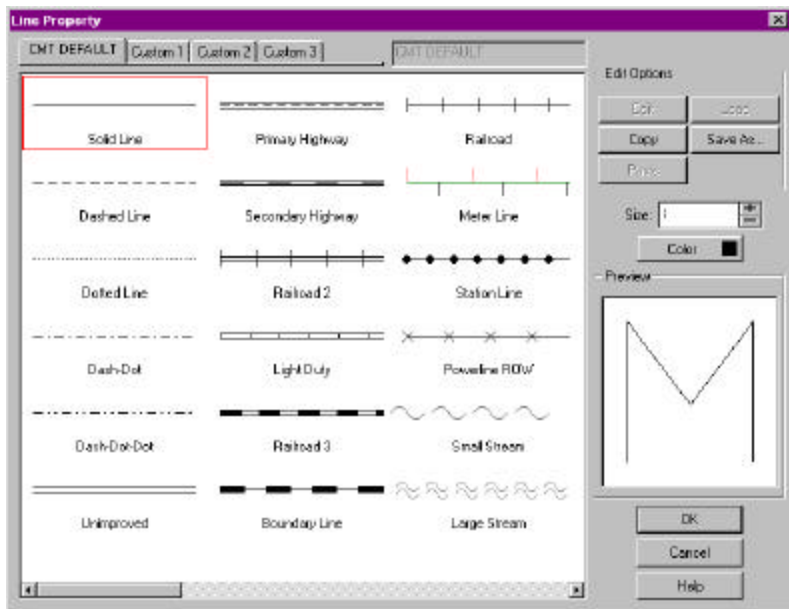 Line Property
CMT DEFAULT Custom 1 Custom 2 Custom 3 CMT DEFAULT
Edit Options
Edit Load
Copy Save As...
Paste
Size: 1
Color
Preview
Solid Line Primary Highway Railroad
Dashed Line Secondary Highway Meter Line
Dotted Line Railroad 2 Station Line
Dash-Dot Light Duty Powerline ROW
Dash-Dot-Dot Railroad 3 Small Stream
Unimproved Boundary Line Large Stream
OK
Cancel
Help